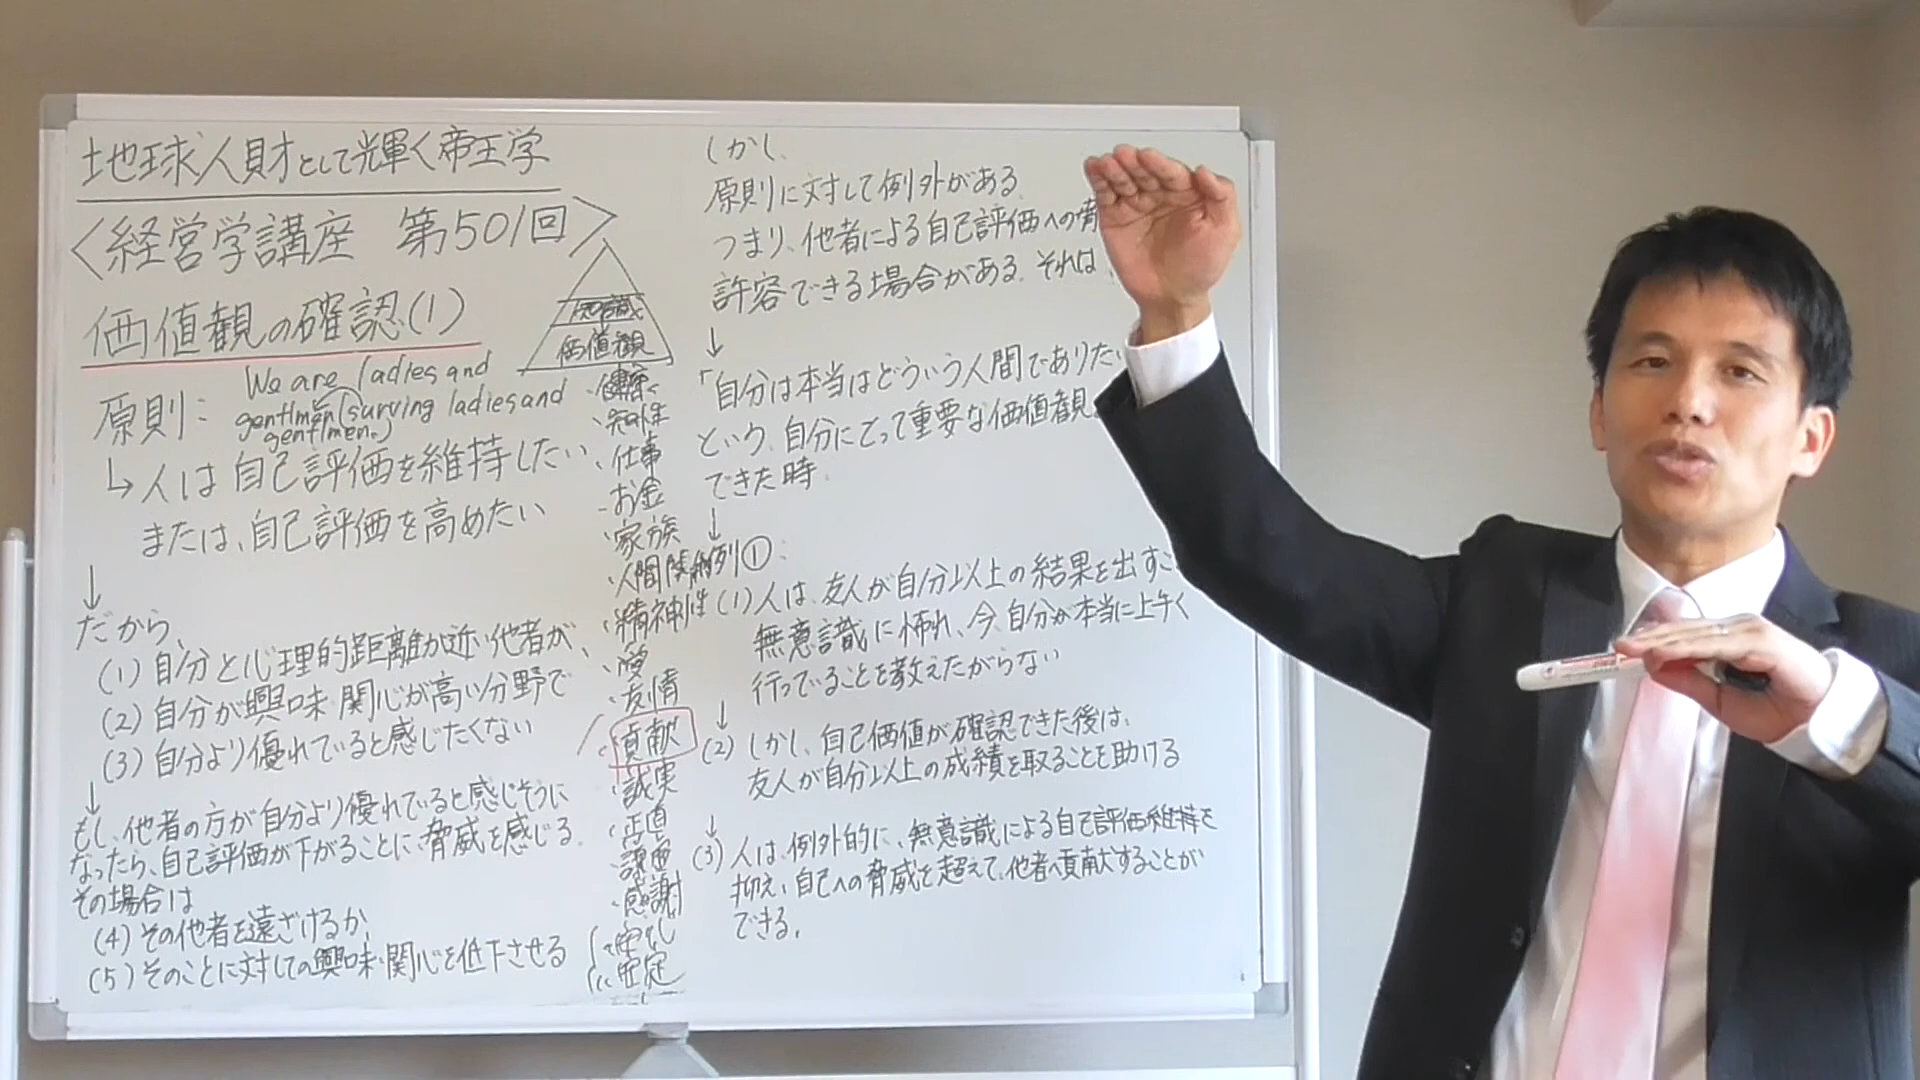 地球人財として輝く帝王学
<経営学講座 第501回>
価値観の確認(1)
原則:
We are ladies and
gentlmen surving ladies and
gentlmen.
↳人は自己評価を維持したい、
または、自己評価を高めたい
↓
だから、
(1) 自分と心理的距離が近い他者が、
(2) 自分が興味関心が高い分野で
(3) 自分より優れていると感じたくない
↓
もし、他者の方が自分より優れていると感じそうに
なったら、自己評価が下がることに、脅威を感じる.
その場合は
(4) その他者を遠ざけるか、
(5) そのことに対しての興味・関心を低下させる
知識
価値観
・健康
・知性
・仕事
・お金
・家族
・人間関係
・精神性
・愛
・友情
・貢献
・誠実
・正直
・謙虚
・感謝
・安定
しかし、
原則に対して例外がある
つまり、他者による自己評価への脅
許容できる場合がある. それは、
↓
「自分は本当はどういう人間でありたい
という、自分にとって重要な価値観
できた時.
↓
例①:
(1) 人は、友人が自分以上の結果を出すこ
無意識に怖れ、今、自分が本当に上手く
行っていることを教えたがらない
↓
(2) しかし、自己価値が確認できた後は、
友人が自分以上の成績を取ることを助ける
↓
(3) 人は、例外的に、無意識による自己評価維持を
抑え、自己への脅威を超えて、他者へ貢献することが
できる.